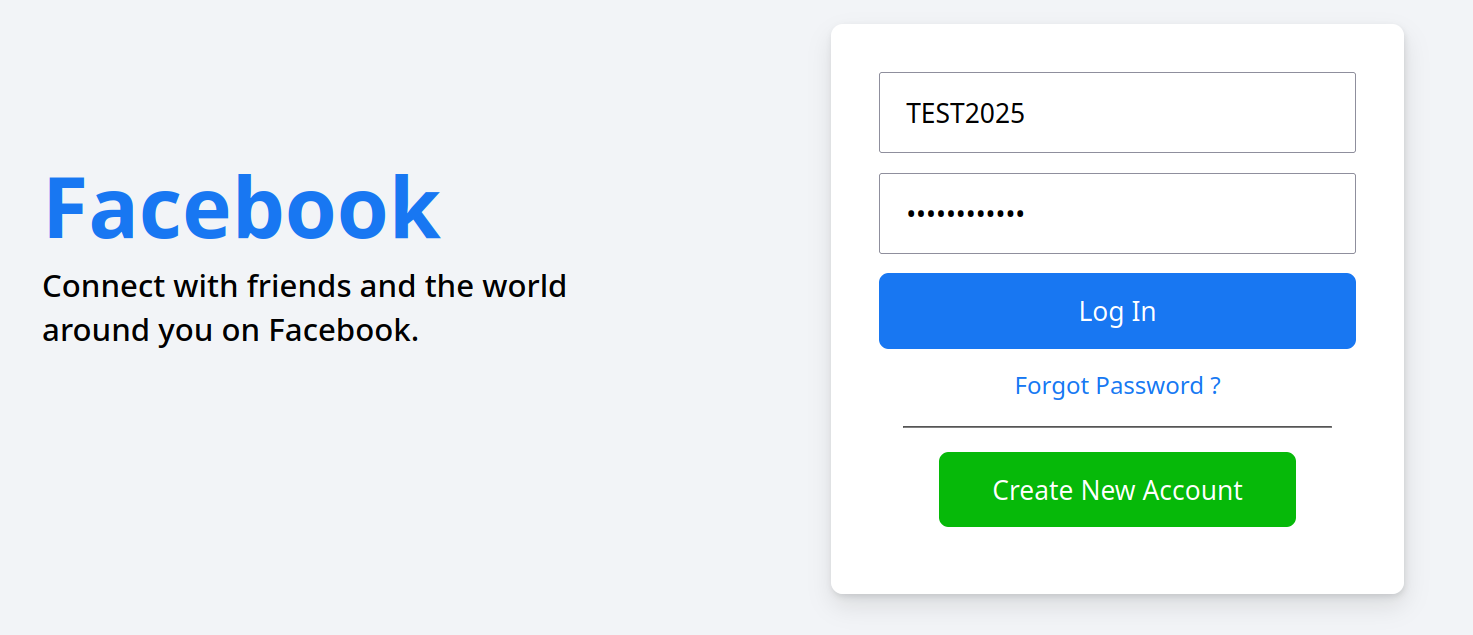 Facebook
Connect with friends and the world
around you on Facebook.
TEST2025
••••••••••••
Log In
Forgot Password ?
Create New Account